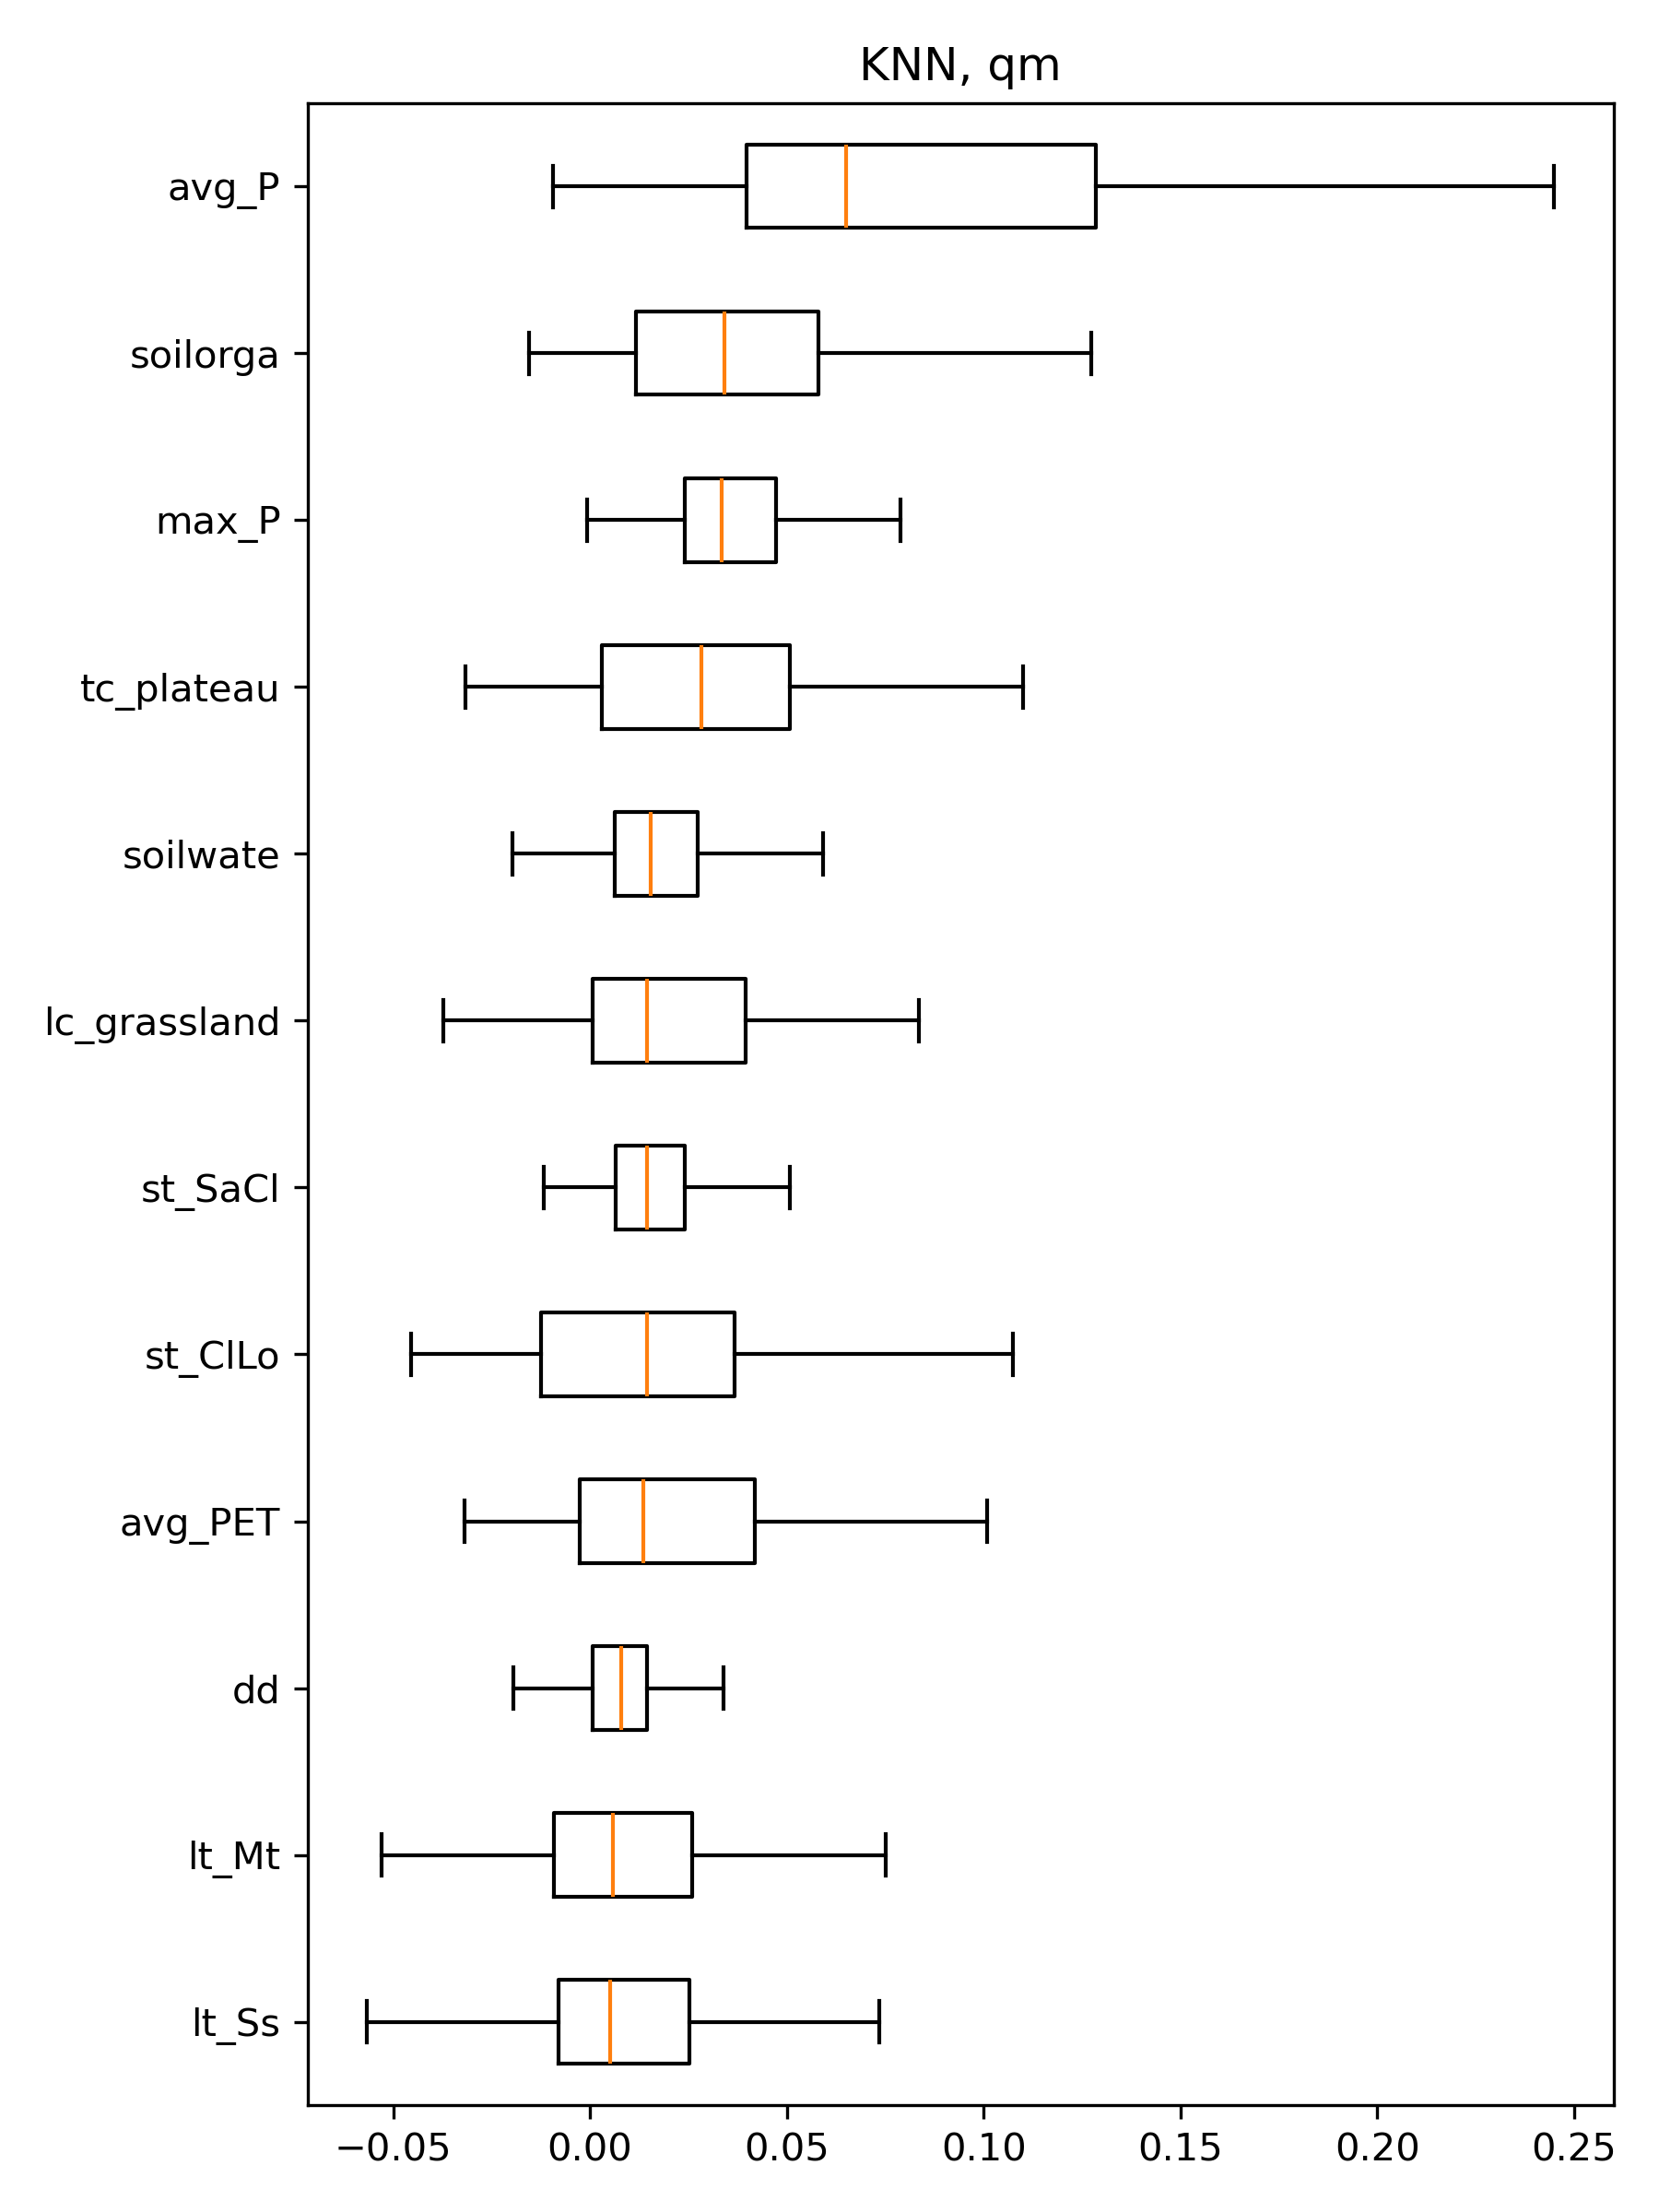 KNN, qm
avg_P
soilorga
max_P
tc_plateau
soilwate
lc_grassland
st_SaCl
st_ClLo
avg_PET
dd
lt_Mt
lt_Ss
−0.05 0.00 0.05 0.10 0.15 0.20 0.25